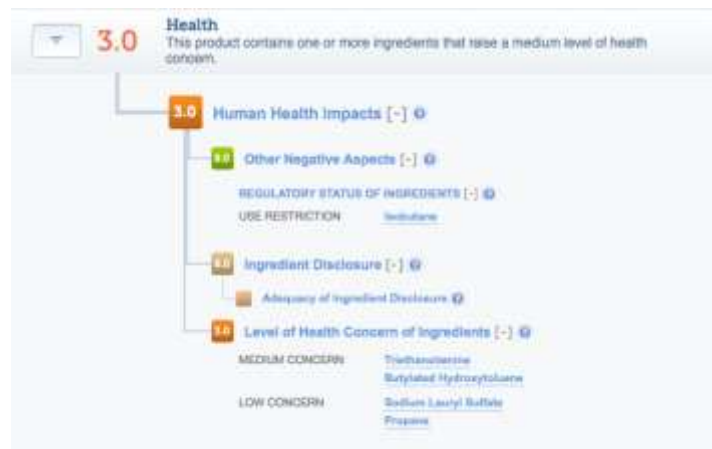 Health
3.0 This product contains one or more ingredients that raise a medium level of health
concern.
3.0 Human Health Impacts [-]
Other Negative Aspects [-]
REGULATORY STATUS OF INGREDIENTS [-]
USE RESTRICTION Isobutane
Ingredient Disclosure [-]
Adequacy of Ingredient Disclosure
3.0 Level of Health Concern of Ingredients [-]
MEDIUM CONCERN Triethanolamine
Butylated Hydroxytoluene
LOW CONCERN Sodium Lauryl Sulfate
Propane